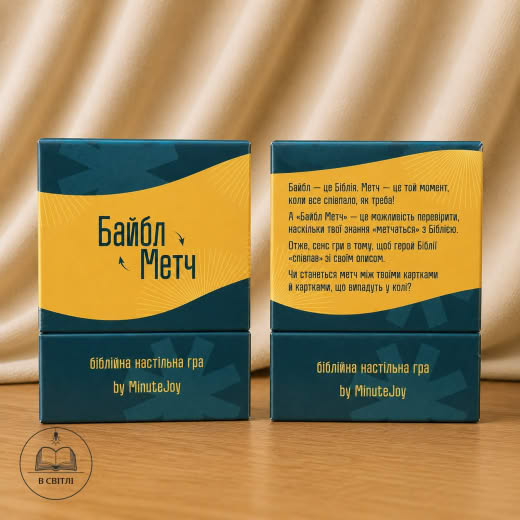 Байбл
Метч
біблійна настільна гра
by MinuteJoy
Байбл — це Біблія. Метч — це той момент,
коли все співпало, як треба!
А «Байбл Метч» — це можливість перевірити,
наскільки твої знання «метчаться» з Біблією.
Отже, сенс гри в тому, щоб герой Біблії
«співпав» зі своїм описом.
Чи станеться метч між твоїми картками
й картками, що випадуть у колі?
біблійна настільна гра
by MinuteJoy
В СВІТЛІ